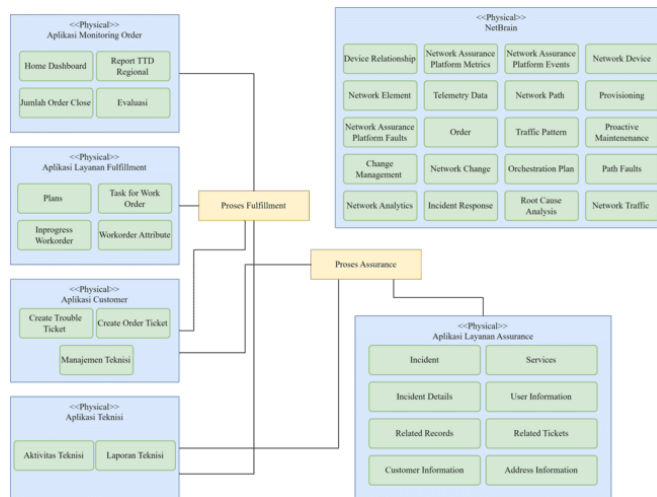 <<Physical>>
Aplikasi Monitoring Order
Home Dashboard
Report TTD
Regional
Jumlah Order Close
Evaluasi
<<Physical>>
Aplikasi Layanan Fulfillment
Plans
Task for Work
Order
Inprogress
Workorder
Workorder Attribute
<<Physical>>
Aplikasi Customer
Create Trouble
Ticket
Create Order Ticket
Manajemen Teknisi
<<Physical>>
Aplikasi Teknisi
Aktivitas Teknisi
Laporan Teknisi
Proses Fulfillment
Proses Assurance
<<Physical>>
NetBrain
Device Relationship
Network Assurance
Platform Metrics
Network Assurance
Platform Events
Network Device
Network Element
Telemetry Data
Network Path
Provisioning
Network Assurance
Platform Faults
Order
Traffic Pattern
Proactive
Maintenenance
Change
Management
Network Change
Orchestration Plan
Path Faults
Network Analytics
Incident Response
Root Cause
Analysis
Network Traffic
<<Physical>>
Aplikasi Layanan Assurance
Incident
Services
Incident Details
User Information
Related Records
Related Tickets
Customer Information
Address Information